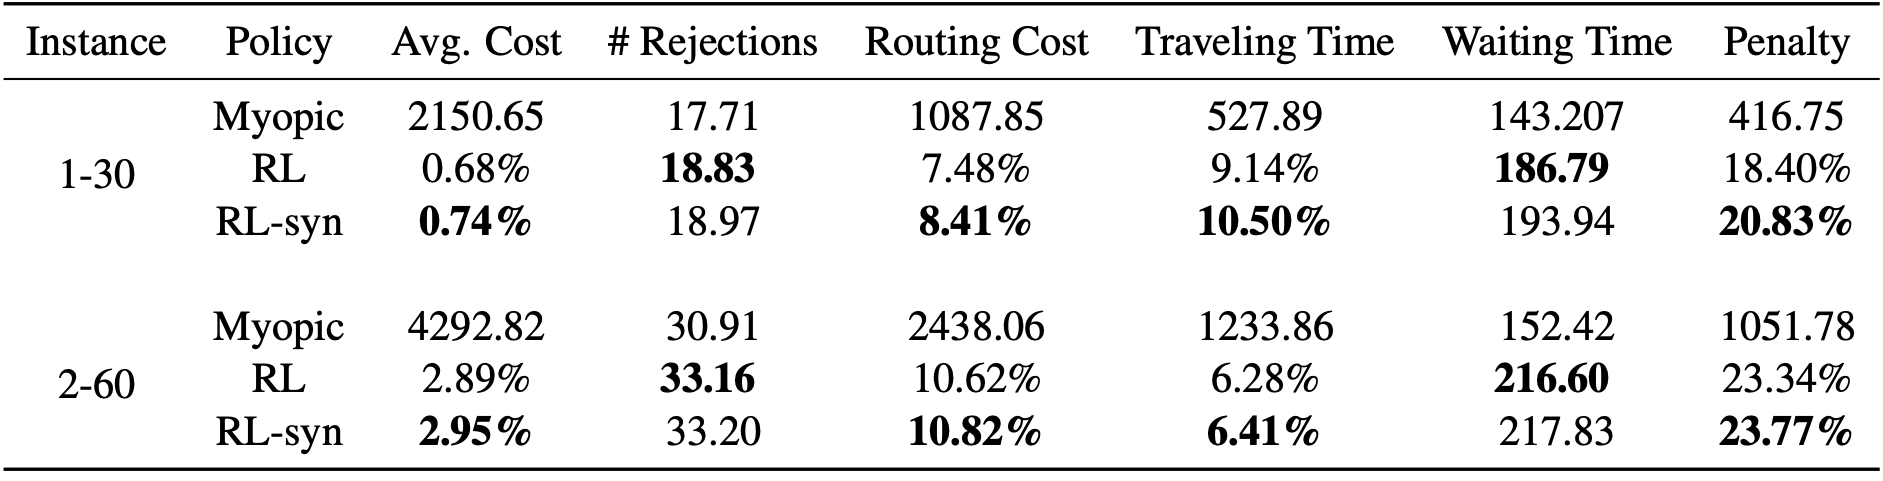 Instance Policy Avg. Cost # Rejections Routing Cost Traveling Time Waiting Time Penalty
Myopic 2150.65 17.71 1087.85 527.89 143.207 416.75
1-30 RL 0.68% 18.83 7.48% 9.14% 186.79 18.40%
RL-syn 0.74% 18.97 8.41% 10.50% 193.94 20.83%
Myopic 4292.82 30.91 2438.06 1233.86 152.42 1051.78
2-60 RL 2.89% 33.16 10.62% 6.28% 216.60 23.34%
RL-syn 2.95% 33.20 10.82% 6.41% 217.83 23.77%